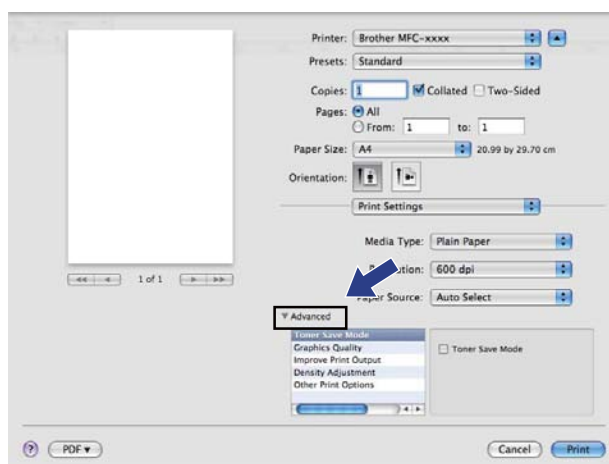 Printer: Brother MFC-xxxx
Presets: Standard
Copies: 1 Collated Two-Sided
Pages: All
From: 1 to: 1
Paper Size: A4 20.99 by 29.70 cm
Orientation:
Print Settings
Media Type: Plain Paper
600 dpi
Source: Auto Select
1 of 1
Advanced
Toner Save Mode
Graphics Quality
Improve Print Output
Density Adjustment
Other Print Options
Toner Save Mode
? PDF Cancel Print